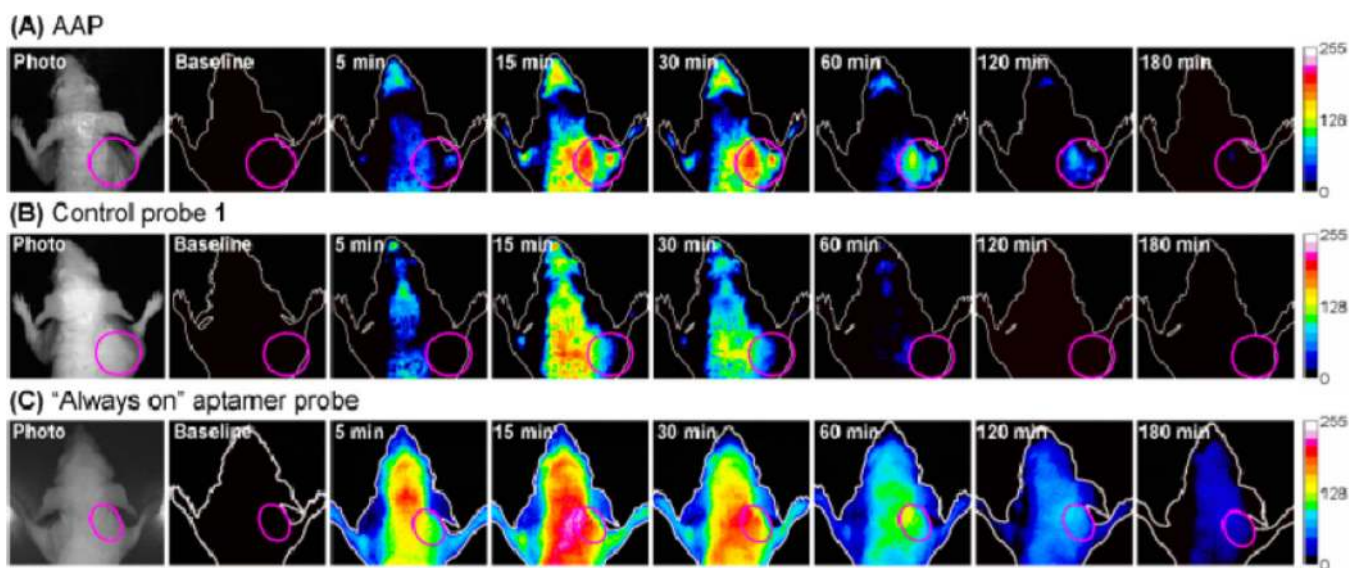 (A) AAP
Photo Baseline 5 min 15 min 30 min 60 min 120 min 180 min 255
128
0
(B) Control probe 1
Photo Baseline 5 min 15 min 30 min 60 min 120 min 180 min 255
128
0
(C) “Always on” aptamer probe
Photo Baseline 5 min 15 min 30 min 60 min 120 min 180 min 255
128
0